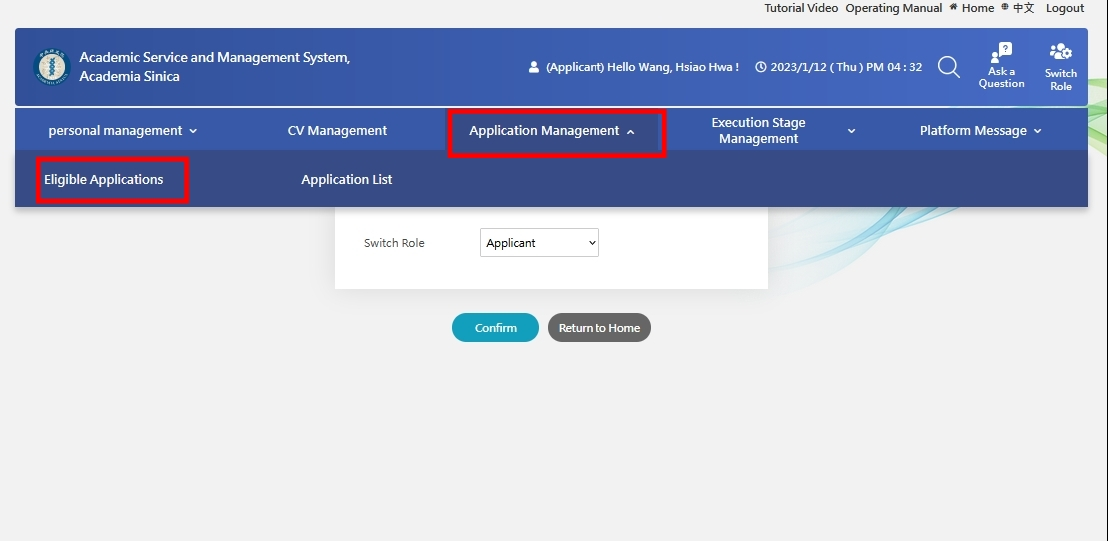 Tutorial Video Operating Manual Home 中文 Logout
Academic Service and Management System,
Academia Sinica
(Applicant) Hello Wang, Hsiao Hwa ! 2023/1/12 ( Thu ) PM 04 : 32
Ask a
Question
Switch
Role
personal management
CV Management
Application Management
Execution Stage
Management
Platform Message
Eligible Applications
Application List
Switch Role
Applicant
Confirm
Return to Home